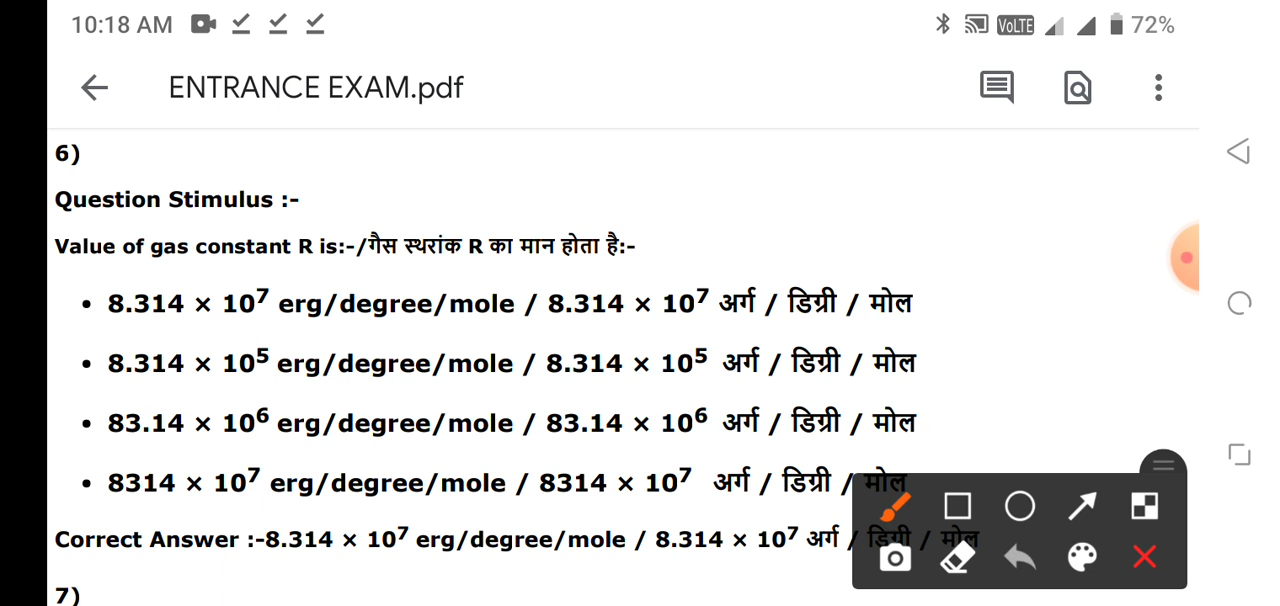 10:18 AM VoLTE 72%
ENTRANCE EXAM.pdf
6)
Question Stimulus :-
Value of gas constant R is:-/गैस स्थरांक R का मान होता है:-
• 8.314 × 10⁷ erg/degree/mole / 8.314 × 10⁷ अर्ग / डिग्री / मोल
• 8.314 × 10⁵ erg/degree/mole / 8.314 × 10⁵ अर्ग / डिग्री / मोल
• 83.14 × 10⁶ erg/degree/mole / 83.14 × 10⁶ अर्ग / डिग्री / मोल
• 8314 × 10⁷ erg/degree/mole / 8314 × 10⁷ अर्ग / डिग्री / मोल
Correct Answer :-8.314 × 10⁷ erg/degree/mole / 8.314 × 10⁷ अर्ग / डिग्री / मोल
7)